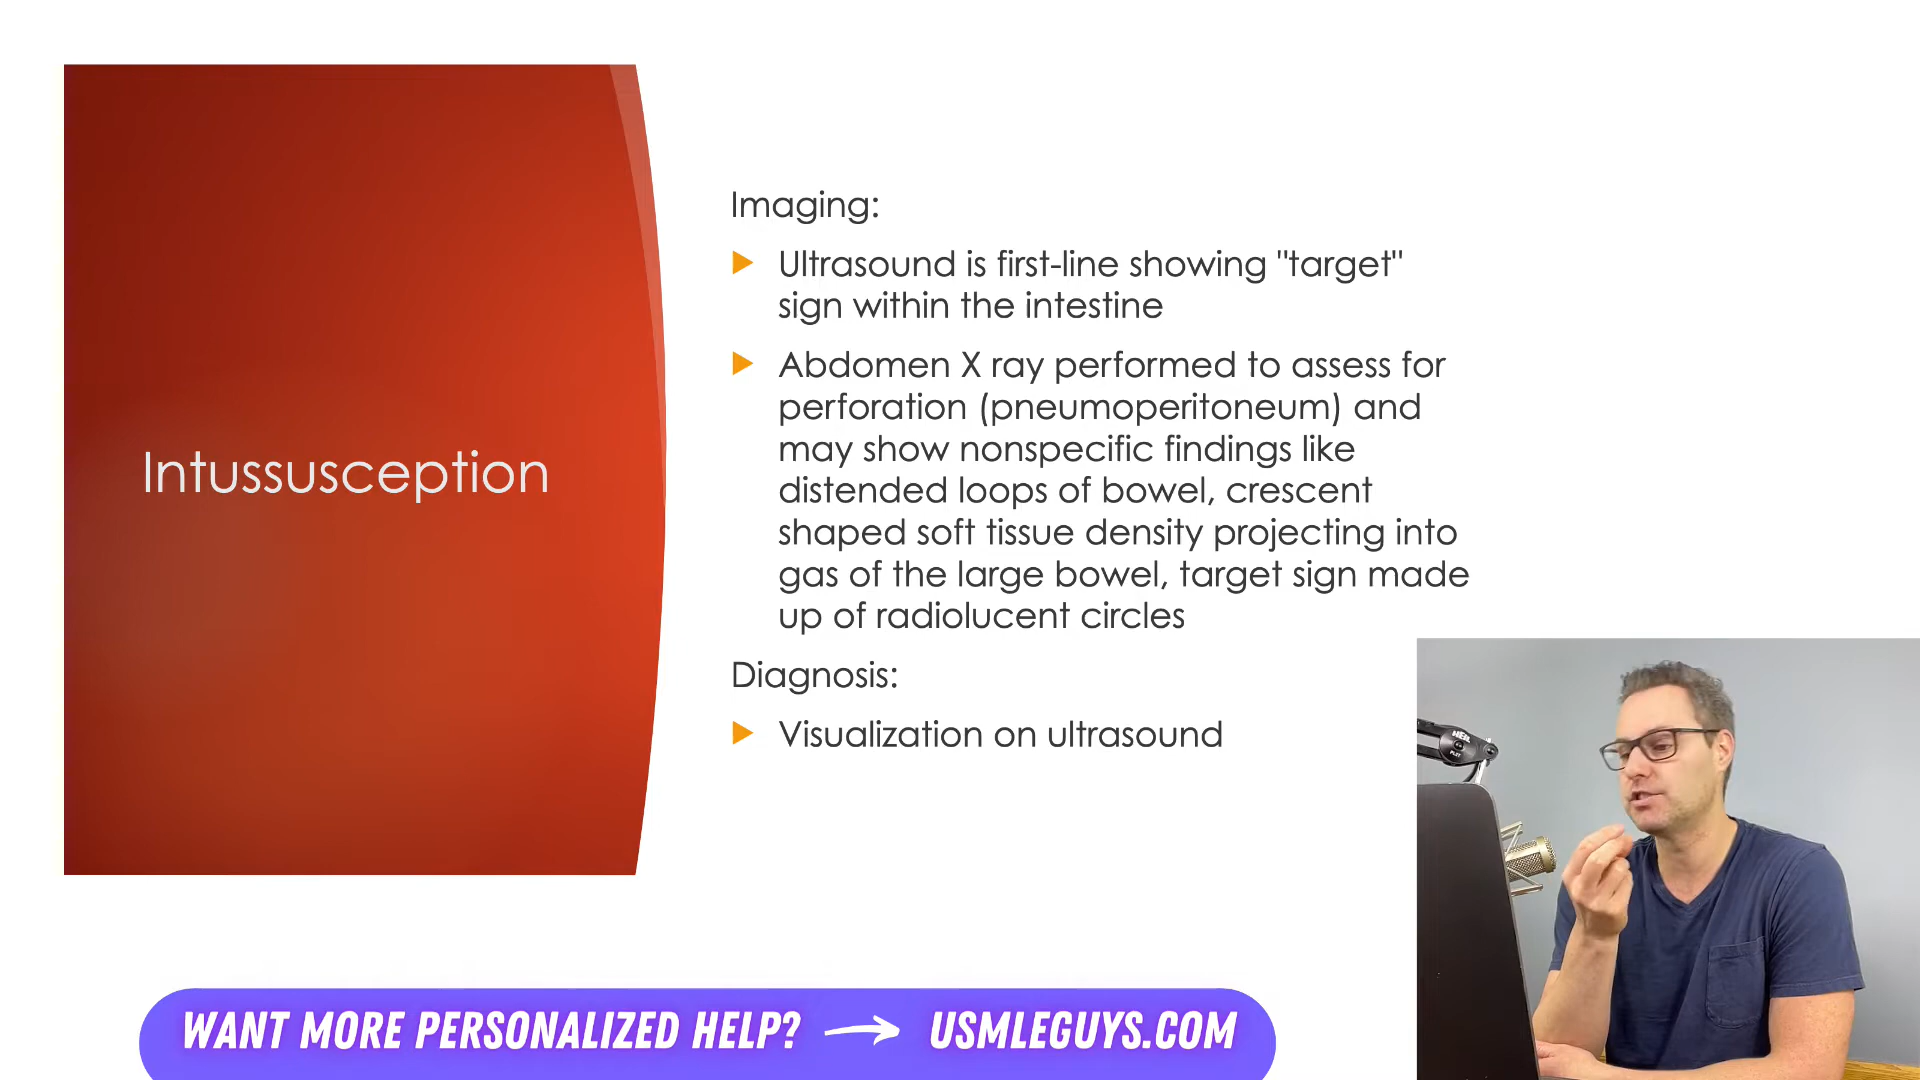 Intussusception
Imaging:
Ultrasound is first-line showing "target"
sign within the intestine
Abdomen X ray performed to assess for
perforation (pneumoperitoneum) and
may show nonspecific findings like
distended loops of bowel, crescent
shaped soft tissue density projecting into
gas of the large bowel, target sign made
up of radiolucent circles
Diagnosis:
Visualization on ultrasound
WANT MORE PERSONALIZED HELP? → USMLEGUYS.COM